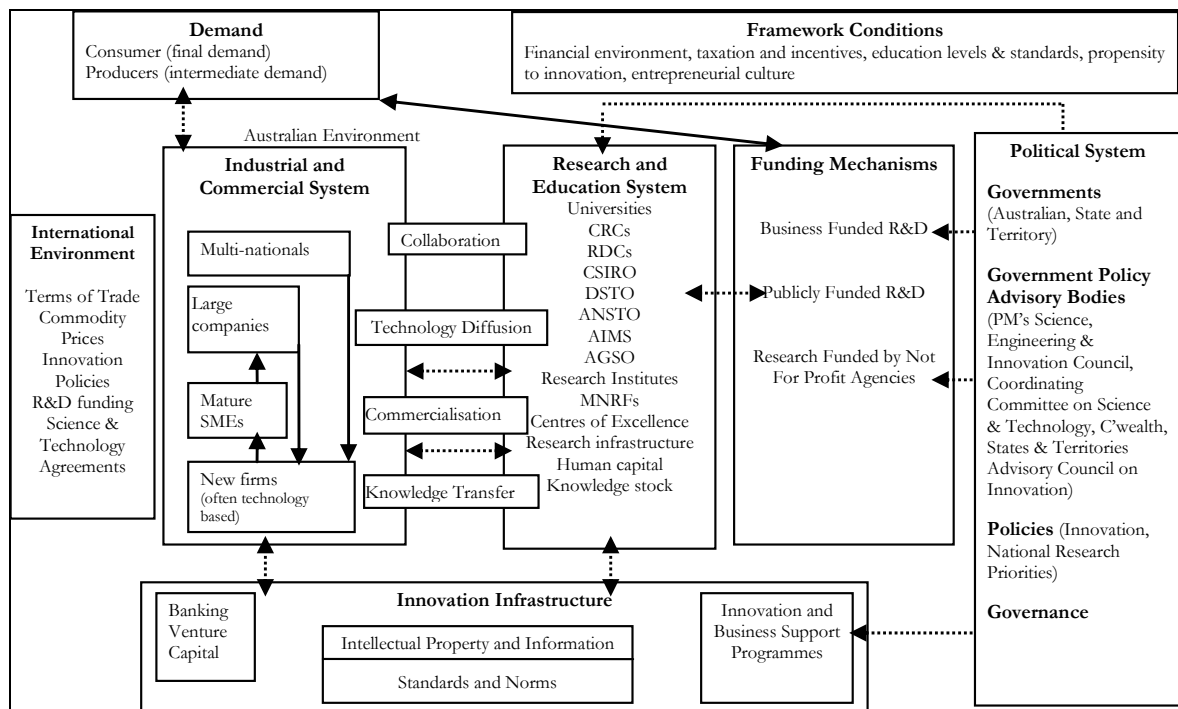 Demand
Consumer (final demand)
Producers (intermediate demand)
Framework Conditions
Financial environment, taxation and incentives, education levels & standards, propensity
to innovation, entrepreneurial culture
Australian Environment
International
Environment
Terms of Trade
Commodity
Prices
Innovation
Policies
R&D funding
Science &
Technology
Agreements
Industrial and
Commercial System
Multi-nationals
Large
companies
Mature
SMEs
New firms
(often technology
based)
Collaboration
Technology Diffusion
Commercialisation
Knowledge Transfer
Research and
Education System
Universities
CRCs
RDCs
CSIRO
DSTO
ANSTO
AIMS
AGSO
Research Institutes
MNRFs
Centres of Excellence
Research infrastructure
Human capital
Knowledge stock
Funding Mechanisms
Business Funded R&D
Publicly Funded R&D
Research Funded by Not
For Profit Agencies
Political System
Governments
(Australian, State and
Territory)
Government Policy
Advisory Bodies
(PM's Science,
Engineering &
Innovation Council,
Coordinating
Committee on Science
& Technology, C'wealth,
States & Territories
Advisory Council on
Innovation)
Policies (Innovation,
National Research
Priorities)
Governance
Innovation Infrastructure
Banking
Venture
Capital
Intellectual Property and Information
Standards and Norms
Innovation and
Business Support
Programmes